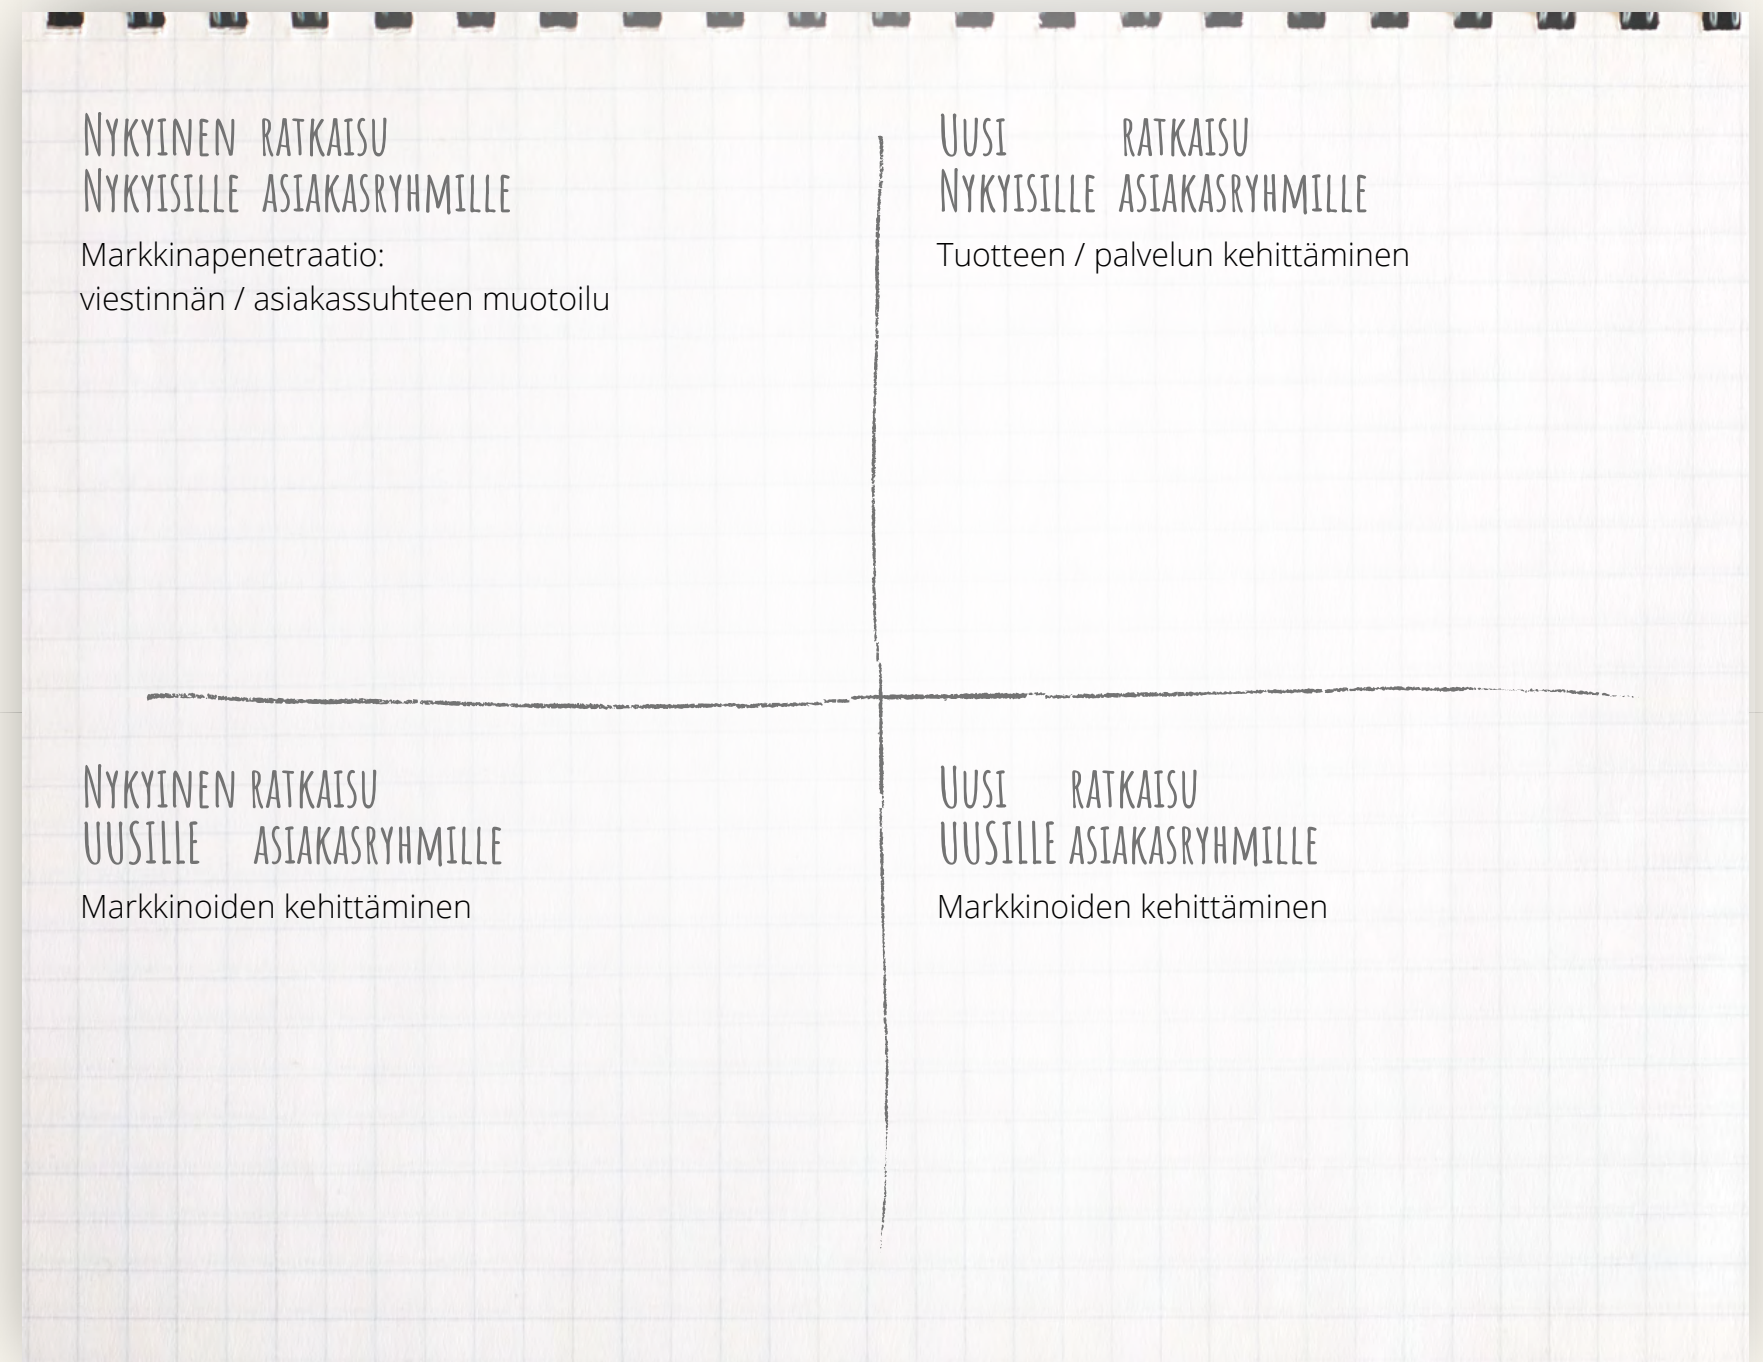 Nykyinen ratkaisu
Nykyisille asiakasryhmille
Markkinapenetraatio:
viestinnän / asiakassuhteen muotoilu
Uusi ratkaisu
Nykyisille asiakasryhmille
Tuotteen / palvelun kehittäminen
Nykyinen ratkaisu
UUSILLE asiakasryhmille
Markkinoiden kehittäminen
Uusi ratkaisu
UUSILLE asiakasryhmille
Markkinoiden kehittäminen